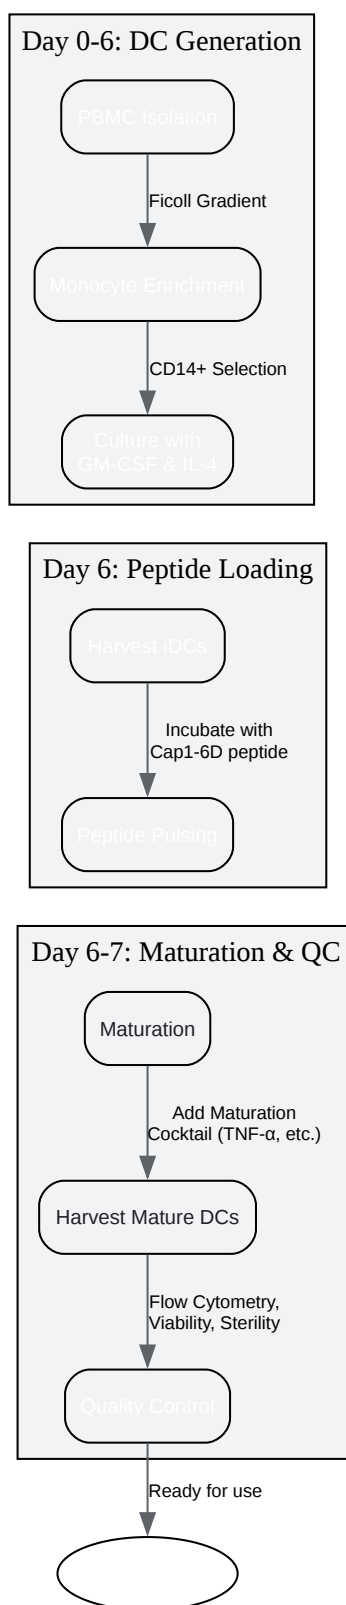 Day 0-6: DC Generation
PBMC Isolation
Ficoll Gradient
Monocyte Enrichment
CD14+ Selection
Culture with
GM-CSF & IL-4
Day 6: Peptide Loading
Harvest iDCs
Incubate with
Cap1-6D peptide
Peptide Pulsing
Day 6-7: Maturation & QC
Maturation
Add Maturation
Cocktail (TNF-α, etc.)
Harvest Mature DCs
Flow Cytometry,
Viability, Sterility
Quality Control
Ready for use